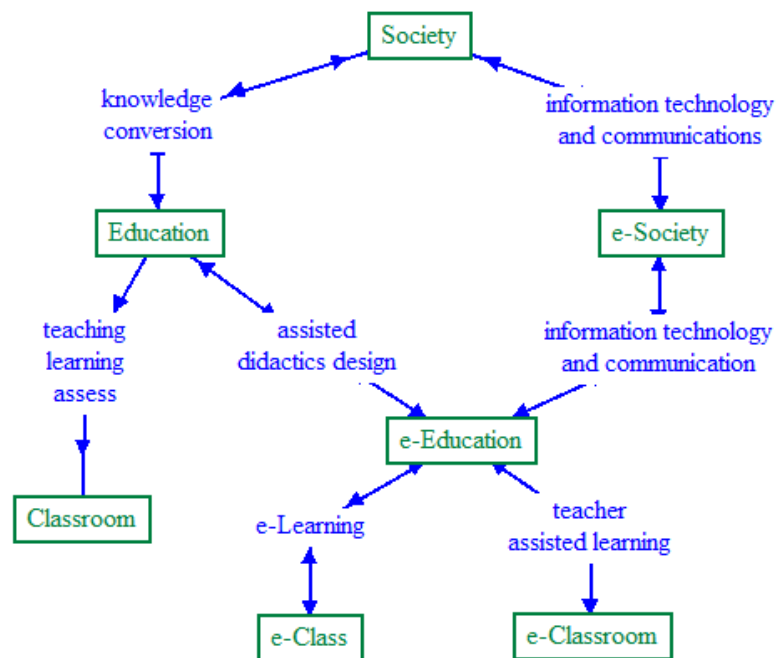 Society
knowledge
conversion
information technology
and communications
Education
e-Society
teaching
learning
assess
assisted
didactics design
information technology
and communication
e-Education
Classroom
e-Learning
teacher
assisted learning
e-Class
e-Classroom